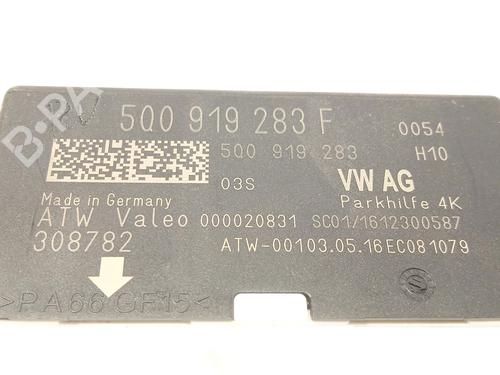 5Q0 919 283 F 0054
5Q0 919 283 H10
03S VW AG
Made in Germany Parkhilfe 4K
ATW Valeo 000020831 SC01/1612300587
308782 ATW-00103.05.16EC081079
>PA66 GF15<